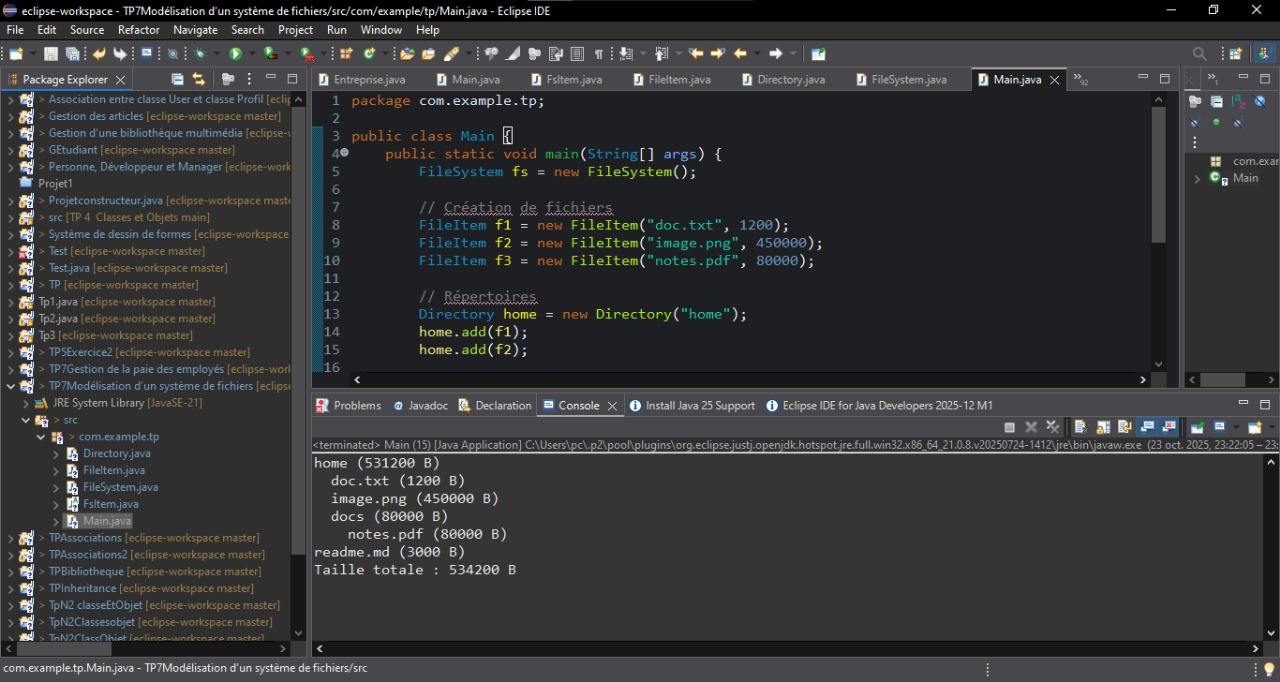 eclipse-workspace - TP7Modélisation d'un système de fichiers/src/com/example/tp/Main.java - Eclipse IDE
File Edit Source Refactor Navigate Search Project Run Window Help
Package Explorer
> Association entre classe User et classe Profil [eclip
> Gestion des articles [eclipse-workspace master]
> Gestion d'une bibliothèque multimédia [eclipse-
> GEtudiant [eclipse-workspace master]
> Personne, Développeur et Manager [eclipse-work
Projet1
> Projetconstructeur.java [eclipse-workspace maste
> src [TP 4 Classes et Objets main]
> Système de dessin de formes [eclipse-workspace
> Test [eclipse-workspace master]
> Test.java [eclipse-workspace master]
> TP [eclipse-workspace master]
Tp1.java [eclipse-workspace master]
Tp2.java [eclipse-workspace master]
Tp3 [eclipse-workspace master]
> TP5Exercice2 [eclipse-workspace master]
> TP7Gestion de la paie des employés [eclipse-work
> TP7Modélisation d'un système de fichiers [eclipse
JRE System Library [JavaSE-21]
> src
> com.example.tp
Directory.java
FileItem.java
FileSystem.java
FsItem.java
Main.java
> TPAssociations [eclipse-workspace master]
> TPAssociations2 [eclipse-workspace master]
> TPBibliotheque [eclipse-workspace master]
> TPInheritance [eclipse-workspace master]
> TpN2 classeEtObjet [eclipse-workspace master]
> TpN2Classesobjet [eclipse-workspace master]
> TpN2ClassObjet [eclipse-workspace master]
Entreprise.java Main.java FsItem.java FileItem.java Directory.java FileSystem.java Main.java »92
1 package com.example.tp;
2
3 public class Main {
4 public static void main(String[] args) {
5 FileSystem fs = new FileSystem();
6
7 // Création de fichiers
8 FileItem f1 = new FileItem("doc.txt", 1200);
9 FileItem f2 = new FileItem("image.png", 450000);
10 FileItem f3 = new FileItem("notes.pdf", 80000);
11
12 // Répertoires
13 Directory home = new Directory("home");
14 home.add(f1);
15 home.add(f2);
16
»1
com.exar
Main
Problems Javadoc Declaration Console Install Java 25 Support Eclipse IDE for Java Developers 2025-12 M1
<terminated> Main (15) [Java Application] C:\Users\pc\.p2\pool\plugins\org.eclipse.justj.openjdk.hotspot.jre.full.win32.x86_64_21.0.8.v20250724-1412\jre\bin\javaw.exe (23 oct. 2025, 23:22:05 – 23:
home (531200 B)
doc.txt (1200 B)
image.png (450000 B)
docs (80000 B)
notes.pdf (80000 B)
readme.md (3000 B)
Taille totale : 534200 B
com.example.tp.Main.java - TP7Modélisation d'un système de fichiers/src